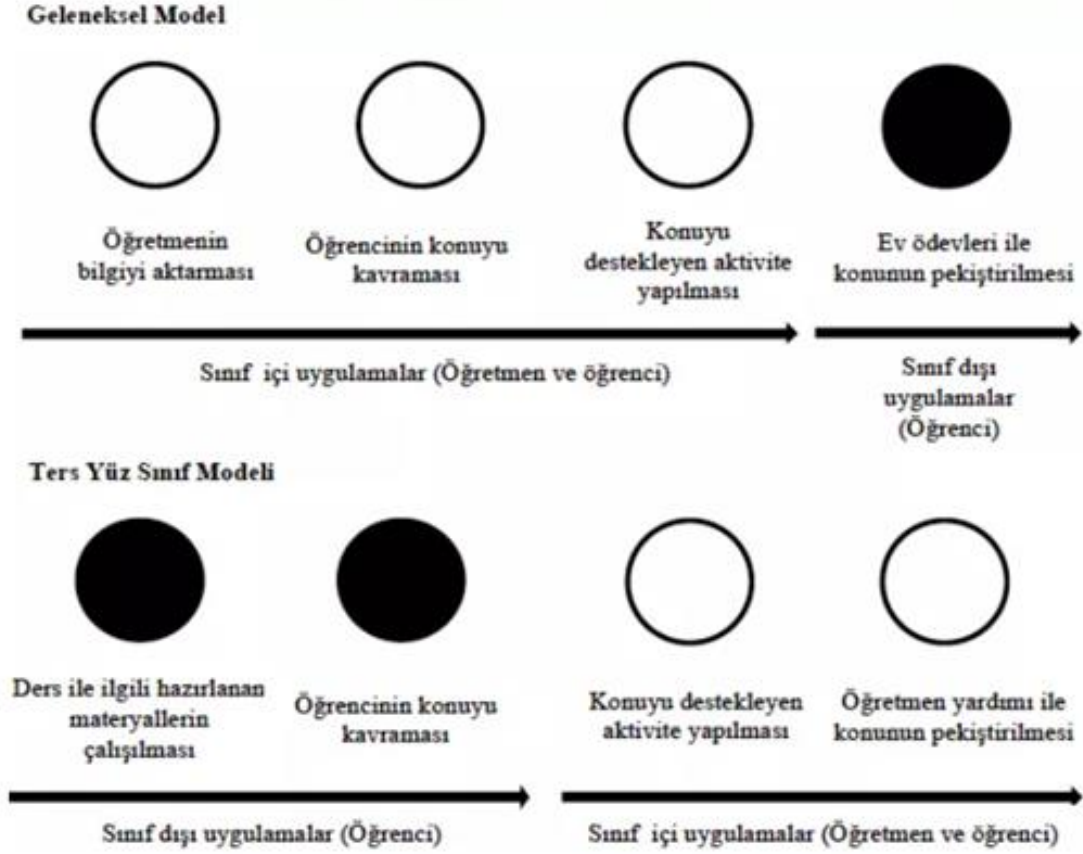 Geleneksel Model
Öğretmenin
bilgiyi aktarması
Öğrencinin konuyu
kavraması
Konuyu
destekleyen aktivite
yapılması
Ev ödevleri ile
konunun pekiştirilmesi
Sınıf içi uygulamalar (Öğretmen ve öğrenci)
Sınıf dışı
uygulamalar
(Öğrenci)
Ters Yüz Sınıf Modeli
Ders ile ilgili hazırlanan
materyallerin
çalışılması
Öğrencinin konuyu
kavraması
Konuyu destekleyen
aktivite yapılması
Öğretmen yardımı ile
konunun pekiştirilmesi
Sınıf dışı uygulamalar (Öğrenci)
Sınıf içi uygulamalar (Öğretmen ve öğrenci)